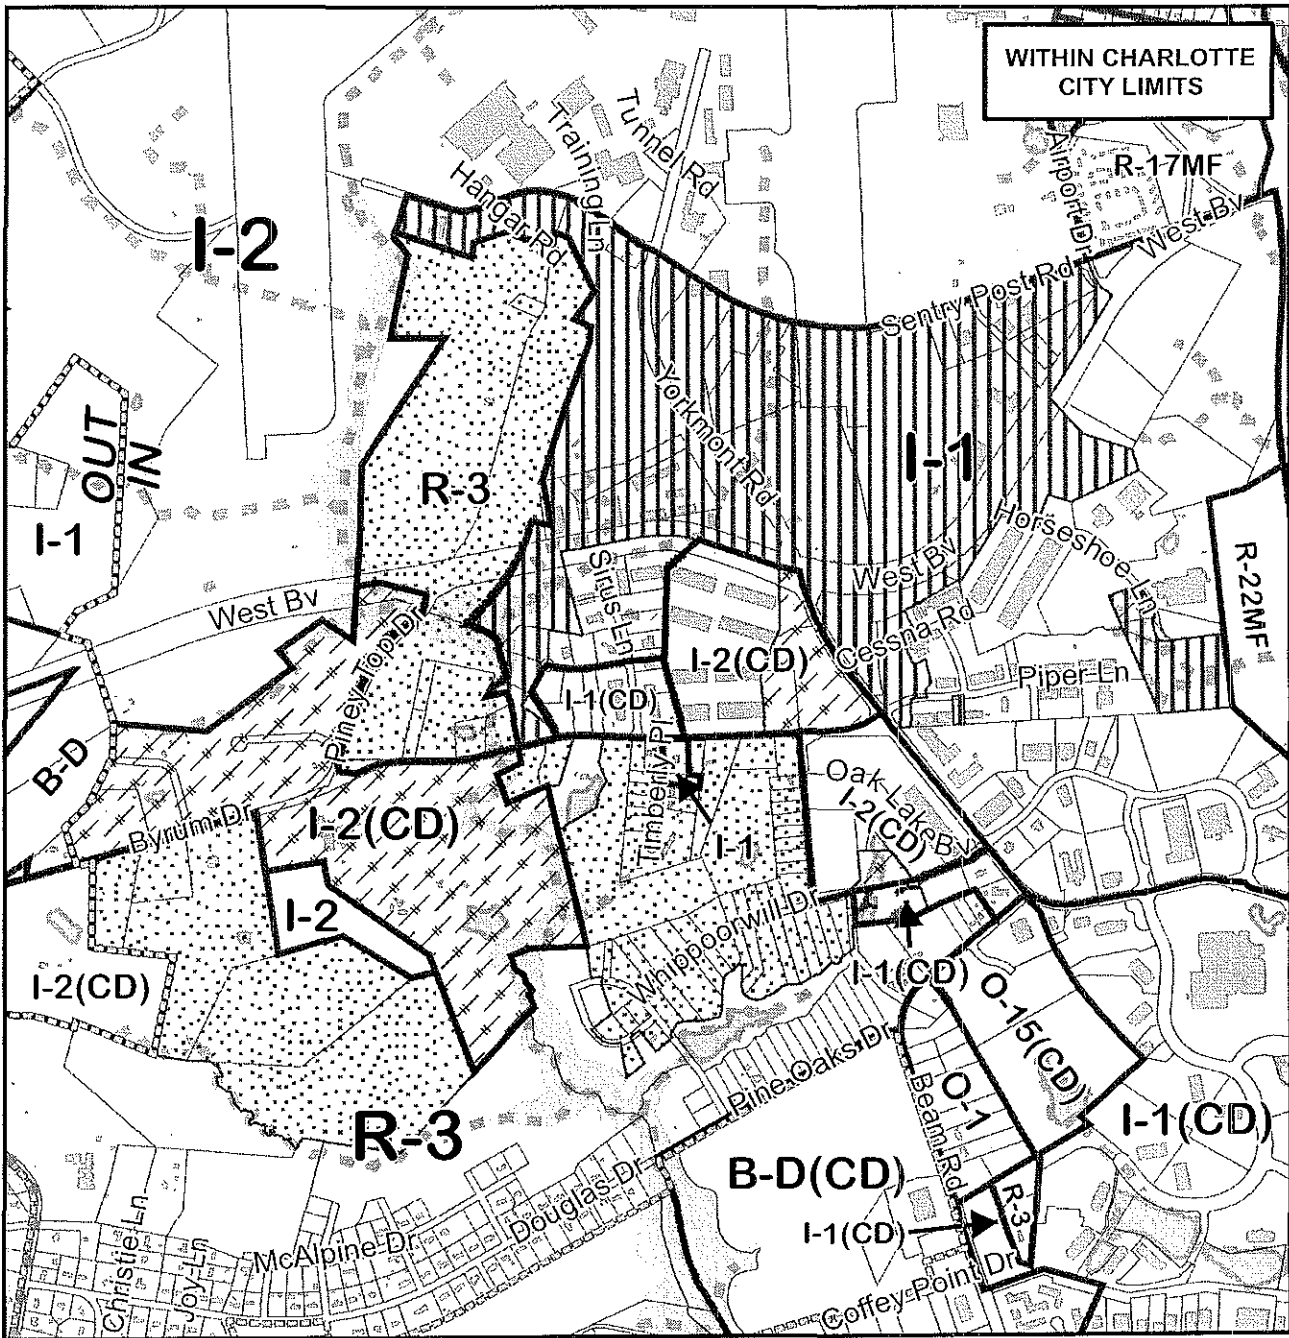 WITHIN CHARLOTTE
CITY LIMITS
Training Ln
Tunnel Rd
Hangar Rd
Airport Dr
R-17MF
West Bv
I-2
Sentry Post Rd
OUT
IN
I-1
R-3
Yorkmont Rd
I-1
Horseshoe Ln
R-22MF
West Bv
West Bv
Sirus Ln
Cessna Rd
Piney Top Dr
I-2(CD)
Piper Ln
I-1(CD)
B-D
Timberly Pl
Oak Lake Bv
I-2(CD)
Byrum Dr
I-2(CD)
I-1
I-2
Whippoorwill Dr
I-2(CD)
I-1(CD)
O-15(CD)
Pine Oaks Dr
Beam Rd
O-1
R-3
I-1(CD)
B-D(CD)
Douglas Dr
McAlpine Dr
Christie Ln
Joy Ln
R-3
I-1(CD)
Coffey Point Dr